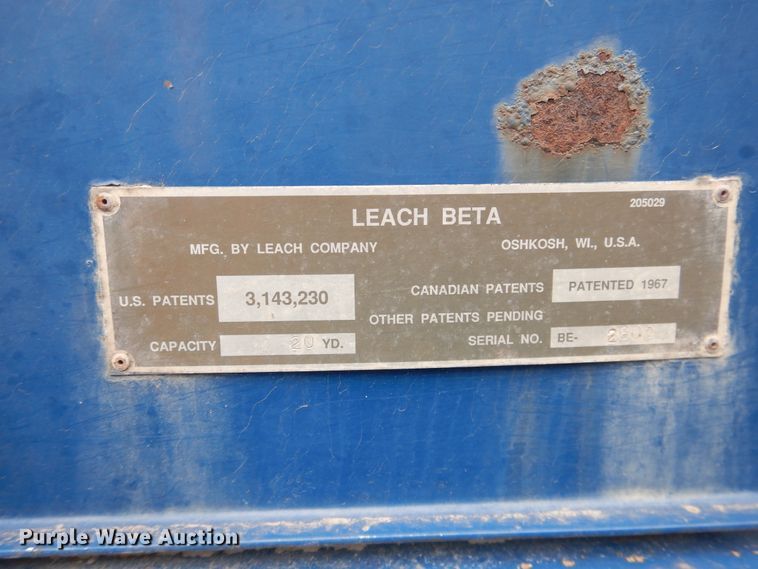 205029
LEACH BETA
MFG. BY LEACH COMPANY OSHKOSH, WI., U.S.A.
U.S. PATENTS 3,143,230
CANADIAN PATENTS PATENTED 1967
OTHER PATENTS PENDING
CAPACITY 20 YD.
SERIAL NO. BE-
Purple Wave Auction